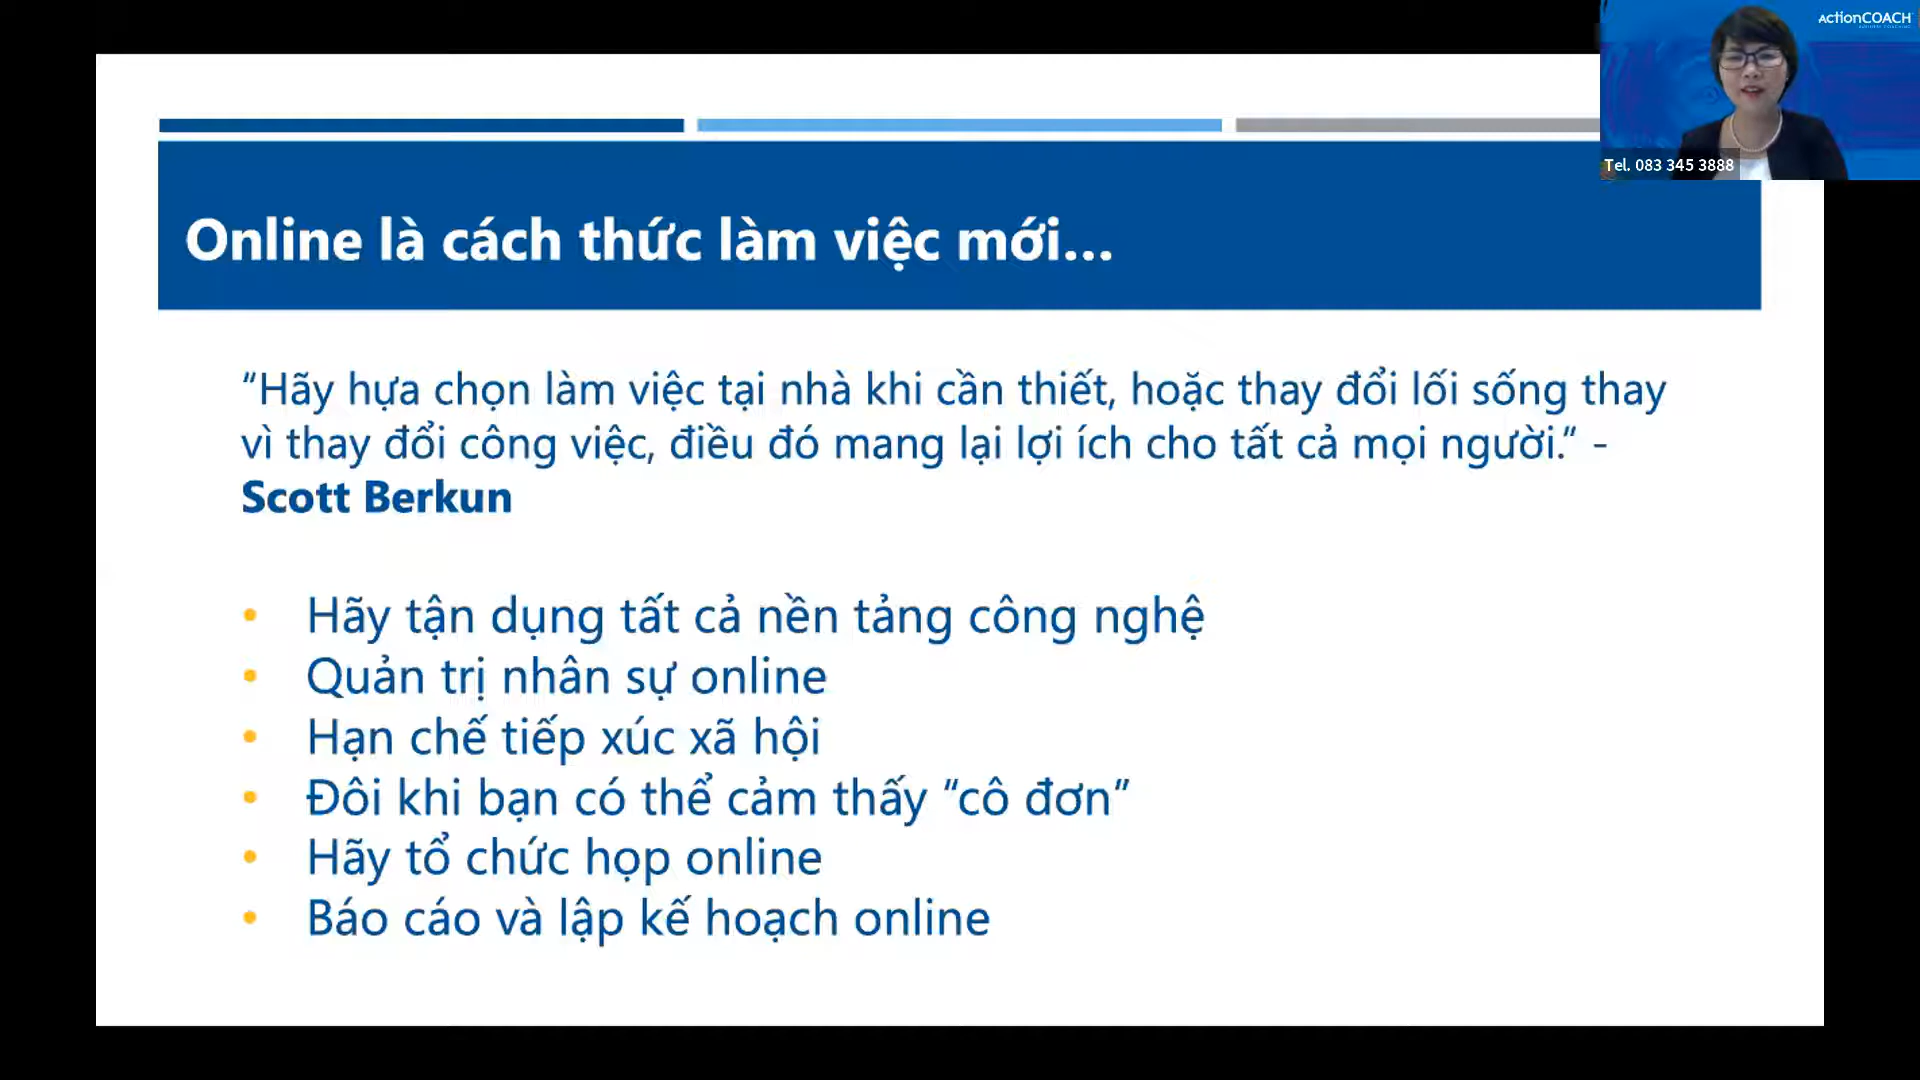 ActionCOACH
Tel. 083 345 3888
Online là cách thức làm việc mới...
“Hãy hựa chọn làm việc tại nhà khi cần thiết, hoặc thay đổi lối sống thay
vì thay đổi công việc, điều đó mang lại lợi ích cho tất cả mọi người.” -
Scott Berkun
• Hãy tận dụng tất cả nền tảng công nghệ
• Quản trị nhân sự online
• Hạn chế tiếp xúc xã hội
• Đôi khi bạn có thể cảm thấy “cô đơn”
• Hãy tổ chức họp online
• Báo cáo và lập kế hoạch online